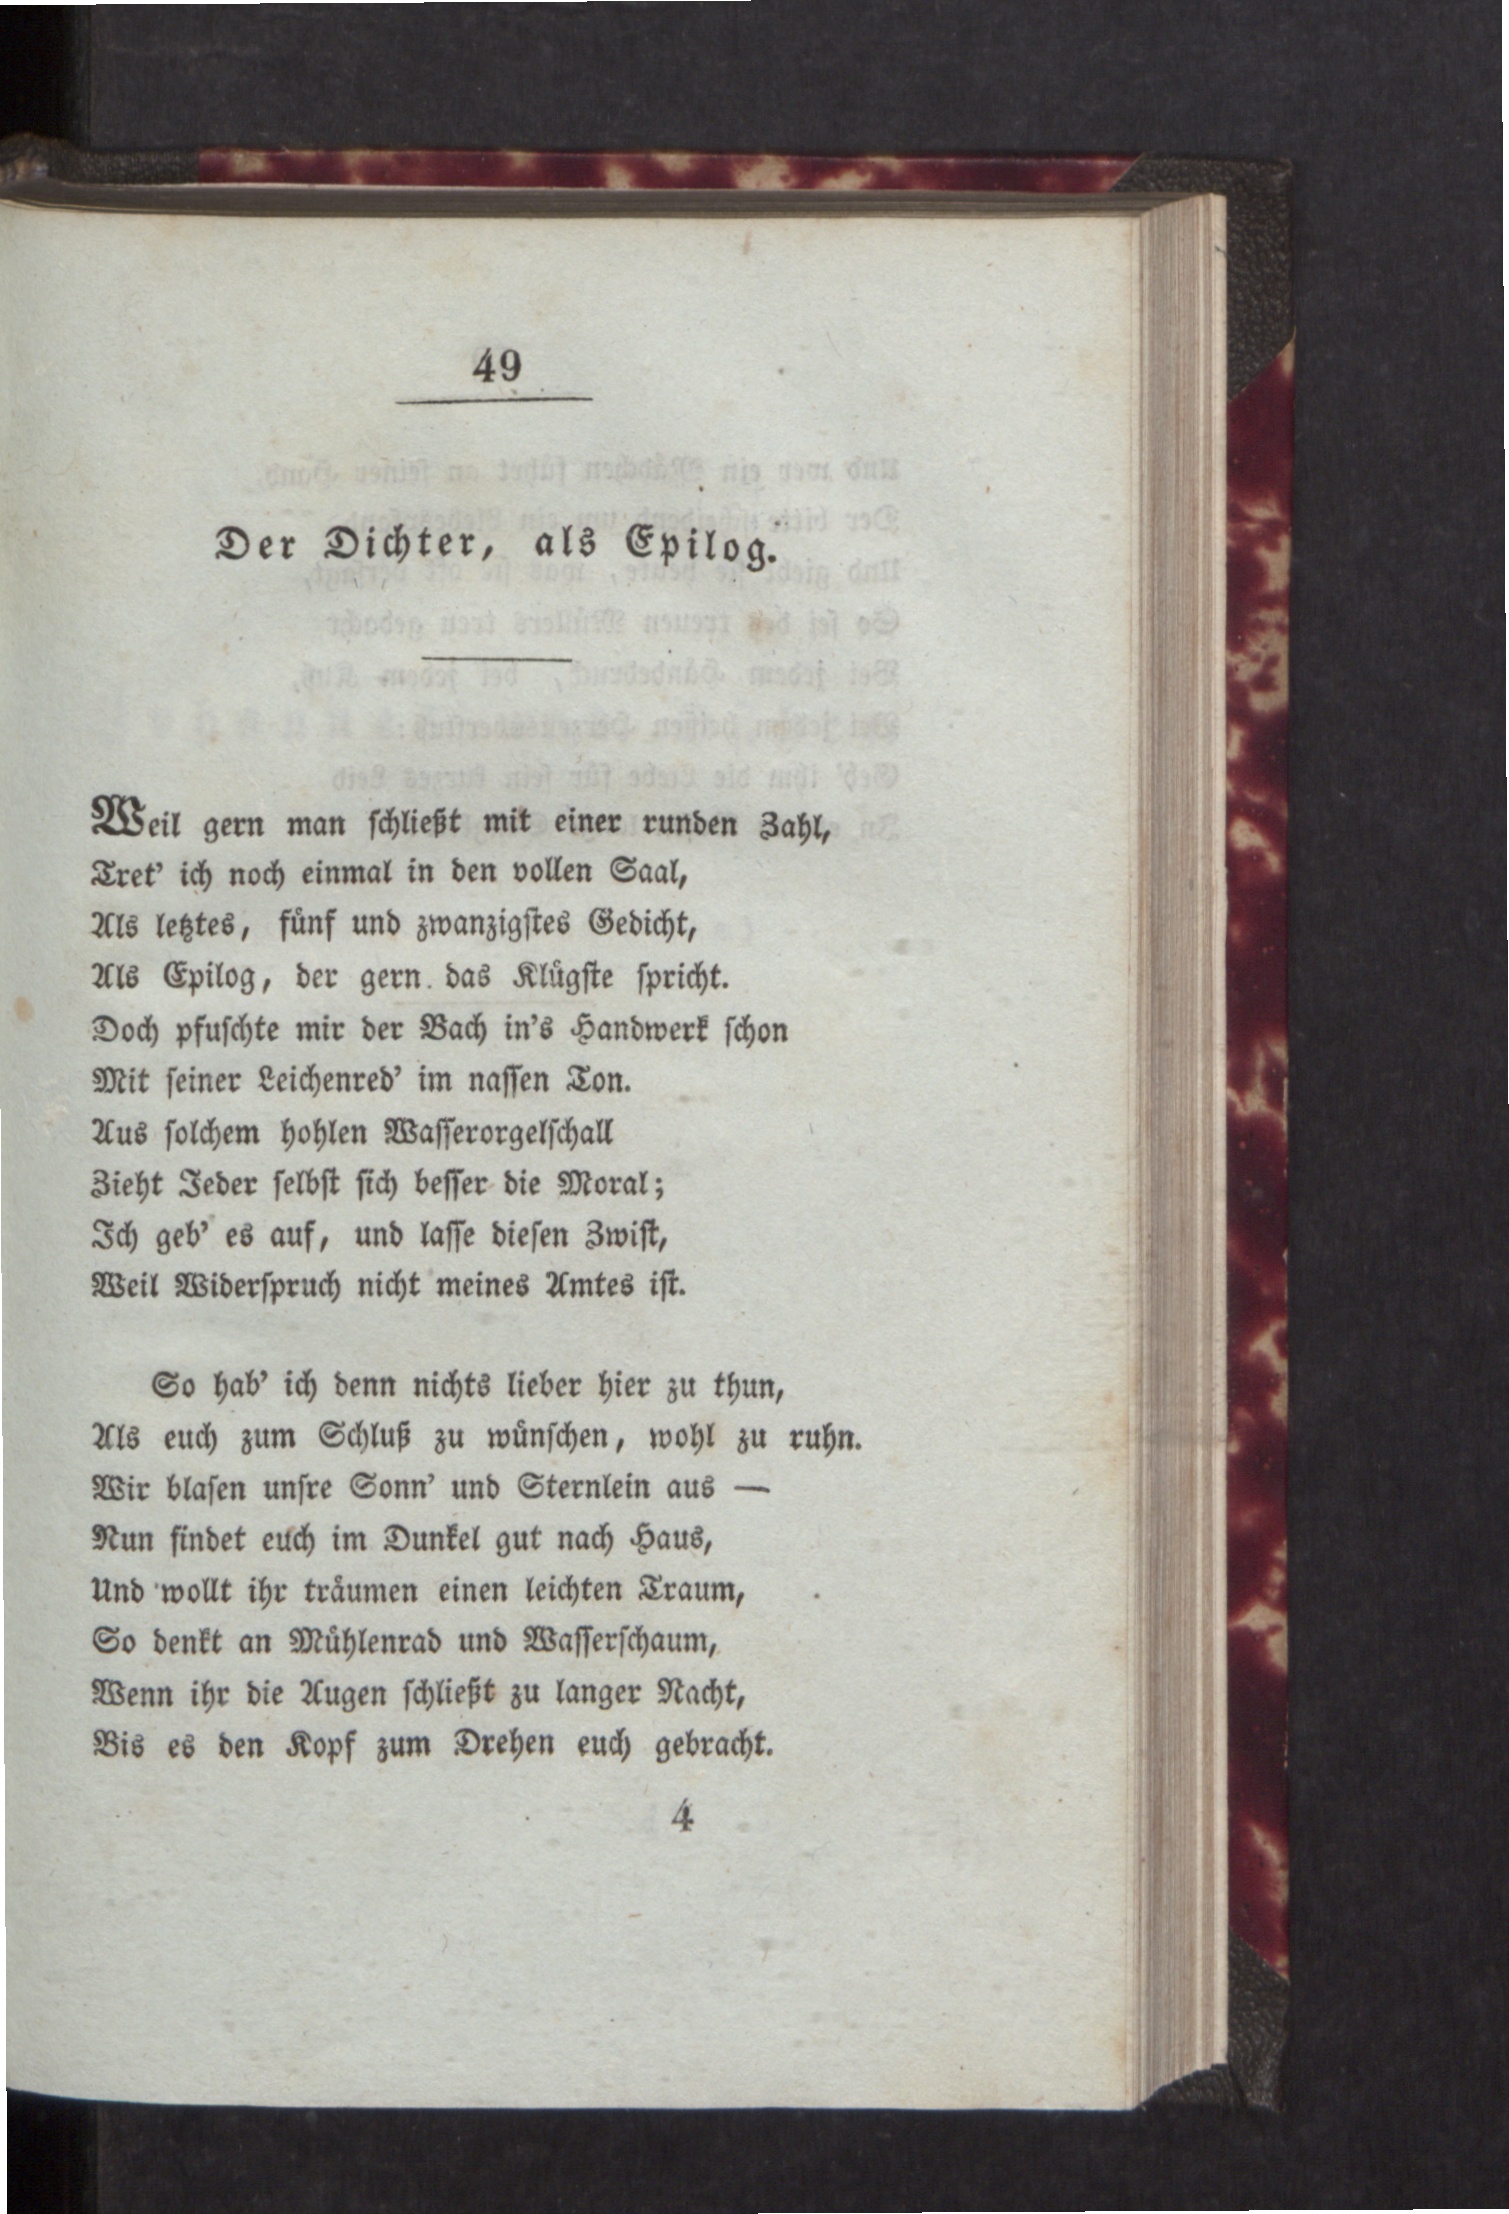 49
Der Dichter, als Epilog.
Weil gern man schließt mit einer runden Zahl,
Tret' ich noch einmal in den vollen Saal,
Als letztes, fünf und zwanzigstes Gedicht,
Als Epilog, der gern das Klügste spricht.
Doch pfuschte mir der Bach in's Handwerk schon
Mit seiner Leichenred' im nassen Ton.
Aus solchem hohlen Wasserorgelschall
Zieht Jeder selbst sich besser die Moral;
Ich geb' es auf, und lasse diesen Zwist,
Weil Widerspruch nicht meines Amtes ist.
So hab' ich denn nichts lieber hier zu thun,
Als euch zum Schluß zu wünschen, wohl zu ruhn.
Wir blasen unsre Sonn' und Sternlein aus —
Nun findet euch im Dunkel gut nach Haus,
Und wollt ihr träumen einen leichten Traum,
So denkt an Mühlenrad und Wasserschaum,
Wenn ihr die Augen schließt zu langer Nacht,
Bis es den Kopf zum Drehen euch gebracht.
4